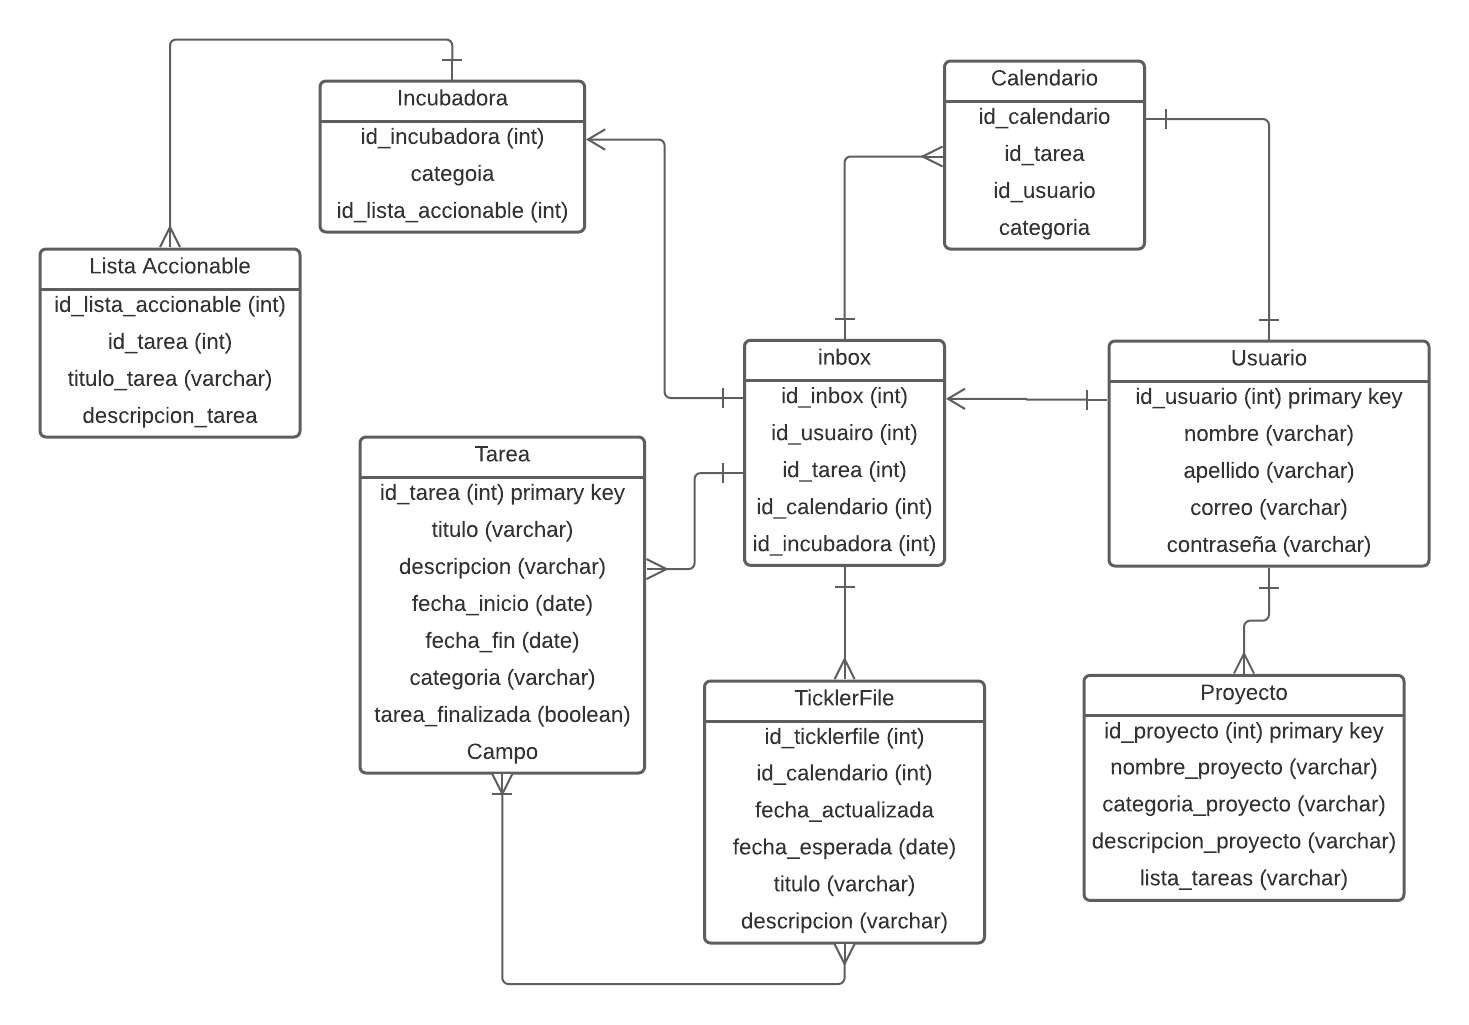 Incubadora
id_incubadora (int)
categoia
id_lista_accionable (int)
Calendario
id_calendario
id_tarea
id_usuario
categoria
Lista Accionable
id_lista_accionable (int)
id_tarea (int)
titulo_tarea (varchar)
descripcion_tarea
inbox
id_inbox (int)
id_usuairo (int)
id_tarea (int)
id_calendario (int)
id_incubadora (int)
Usuario
id_usuario (int) primary key
nombre (varchar)
apellido (varchar)
correo (varchar)
contraseña (varchar)
Tarea
id_tarea (int) primary key
titulo (varchar)
descripcion (varchar)
fecha_inicio (date)
fecha_fin (date)
categoria (varchar)
tarea_finalizada (boolean)
Campo
TicklerFile
id_ticklerfile (int)
id_calendario (int)
fecha_actualizada
fecha_esperada (date)
titulo (varchar)
descripcion (varchar)
Proyecto
id_proyecto (int) primary key
nombre_proyecto (varchar)
categoria_proyecto (varchar)
descripcion_proyecto (varchar)
lista_tareas (varchar)